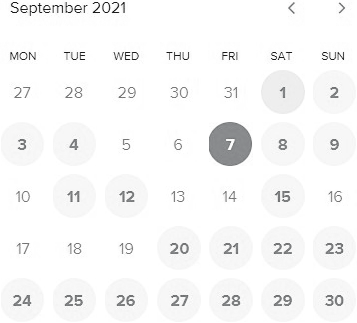 September 2021
MON TUE WED THU FRI SAT SUN
27 28 29 30 31 1 2
3 4 5 6 7 8 9
10 11 12 13 14 15 16
17 18 19 20 21 22 23
24 25 26 27 28 29 30